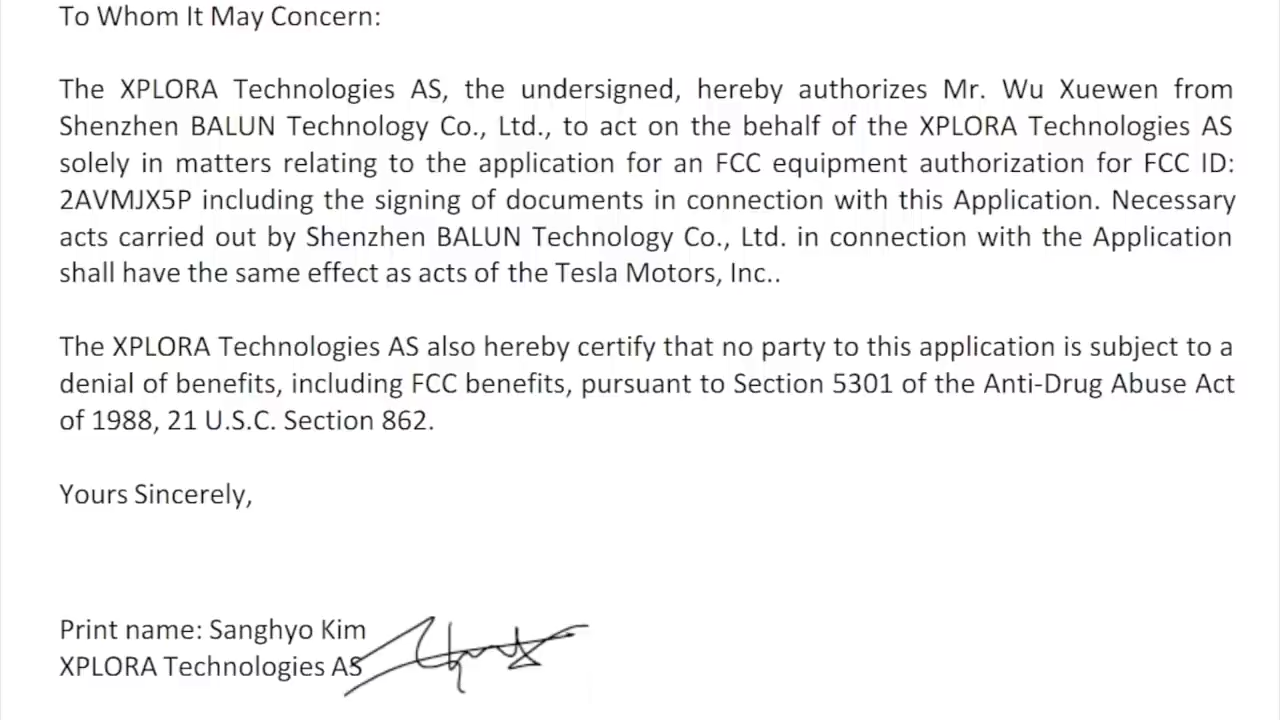 To Whom It May Concern:
The XPLORA Technologies AS, the undersigned, hereby authorizes Mr. Wu Xuewen from
Shenzhen BALUN Technology Co., Ltd., to act on the behalf of the XPLORA Technologies AS
solely in matters relating to the application for an FCC equipment authorization for FCC ID:
2AVMJX5P including the signing of documents in connection with this Application. Necessary
acts carried out by Shenzhen BALUN Technology Co., Ltd. in connection with the Application
shall have the same effect as acts of the Tesla Motors, Inc..
The XPLORA Technologies AS also hereby certify that no party to this application is subject to a
denial of benefits, including FCC benefits, pursuant to Section 5301 of the Anti-Drug Abuse Act
of 1988, 21 U.S.C. Section 862.
Yours Sincerely,
Print name: Sanghyo Kim
XPLORA Technologies AS